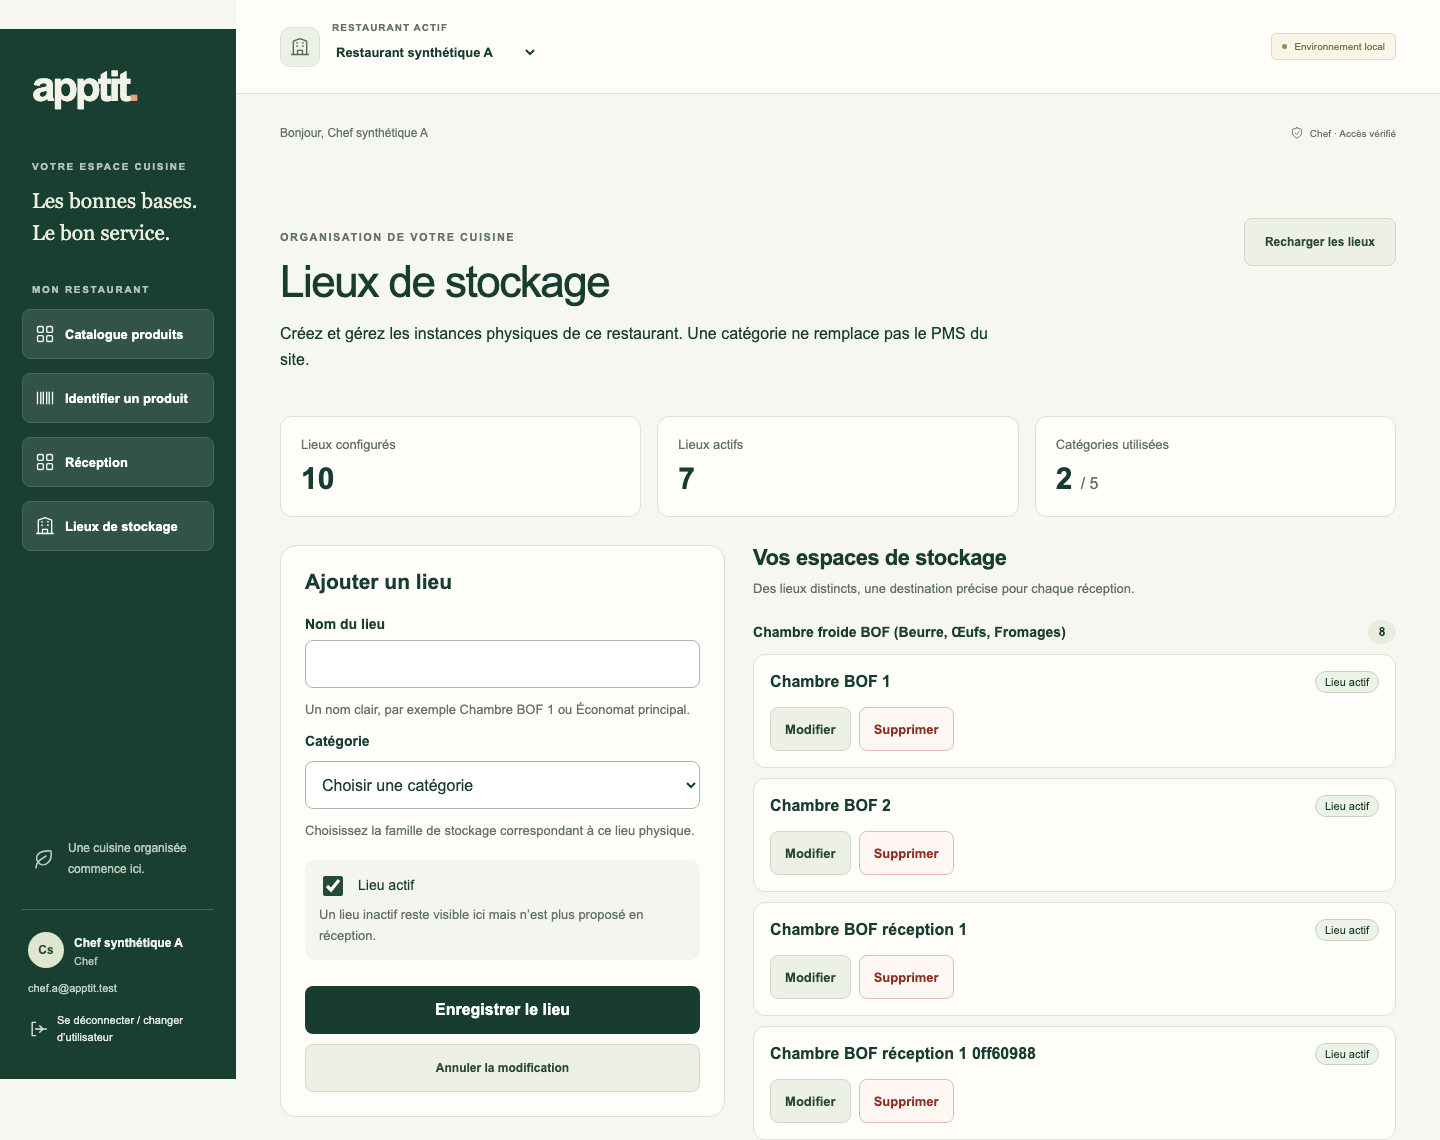 apptit.
VOTRE ESPACE CUISINE
Les bonnes bases.
Le bon service.
MON RESTAURANT
Catalogue produits
Identifier un produit
Réception
Lieux de stockage
Une cuisine organisée
commence ici.
Cs
Chef synthétique A
Chef
chef.a@apptit.test
Se déconnecter / changer
d’utilisateur
RESTAURANT ACTIF
Restaurant synthétique A
Environnement local
Bonjour, Chef synthétique A
Chef · Accès vérifié
ORGANISATION DE VOTRE CUISINE
Lieux de stockage
Créez et gérez les instances physiques de ce restaurant. Une catégorie ne remplace pas le PMS du
site.
Recharger les lieux
Lieux configurés
10
Lieux actifs
7
Catégories utilisées
2 / 5
Ajouter un lieu
Nom du lieu
Un nom clair, par exemple Chambre BOF 1 ou Économat principal.
Catégorie
Choisir une catégorie
Choisissez la famille de stockage correspondant à ce lieu physique.
Lieu actif
Un lieu inactif reste visible ici mais n’est plus proposé en
réception.
Enregistrer le lieu
Annuler la modification
Vos espaces de stockage
Des lieux distincts, une destination précise pour chaque réception.
Chambre froide BOF (Beurre, Œufs, Fromages)
8
Chambre BOF 1
Lieu actif
Modifier
Supprimer
Chambre BOF 2
Lieu actif
Modifier
Supprimer
Chambre BOF réception 1
Lieu actif
Modifier
Supprimer
Chambre BOF réception 1 0ff60988
Lieu actif
Modifier
Supprimer